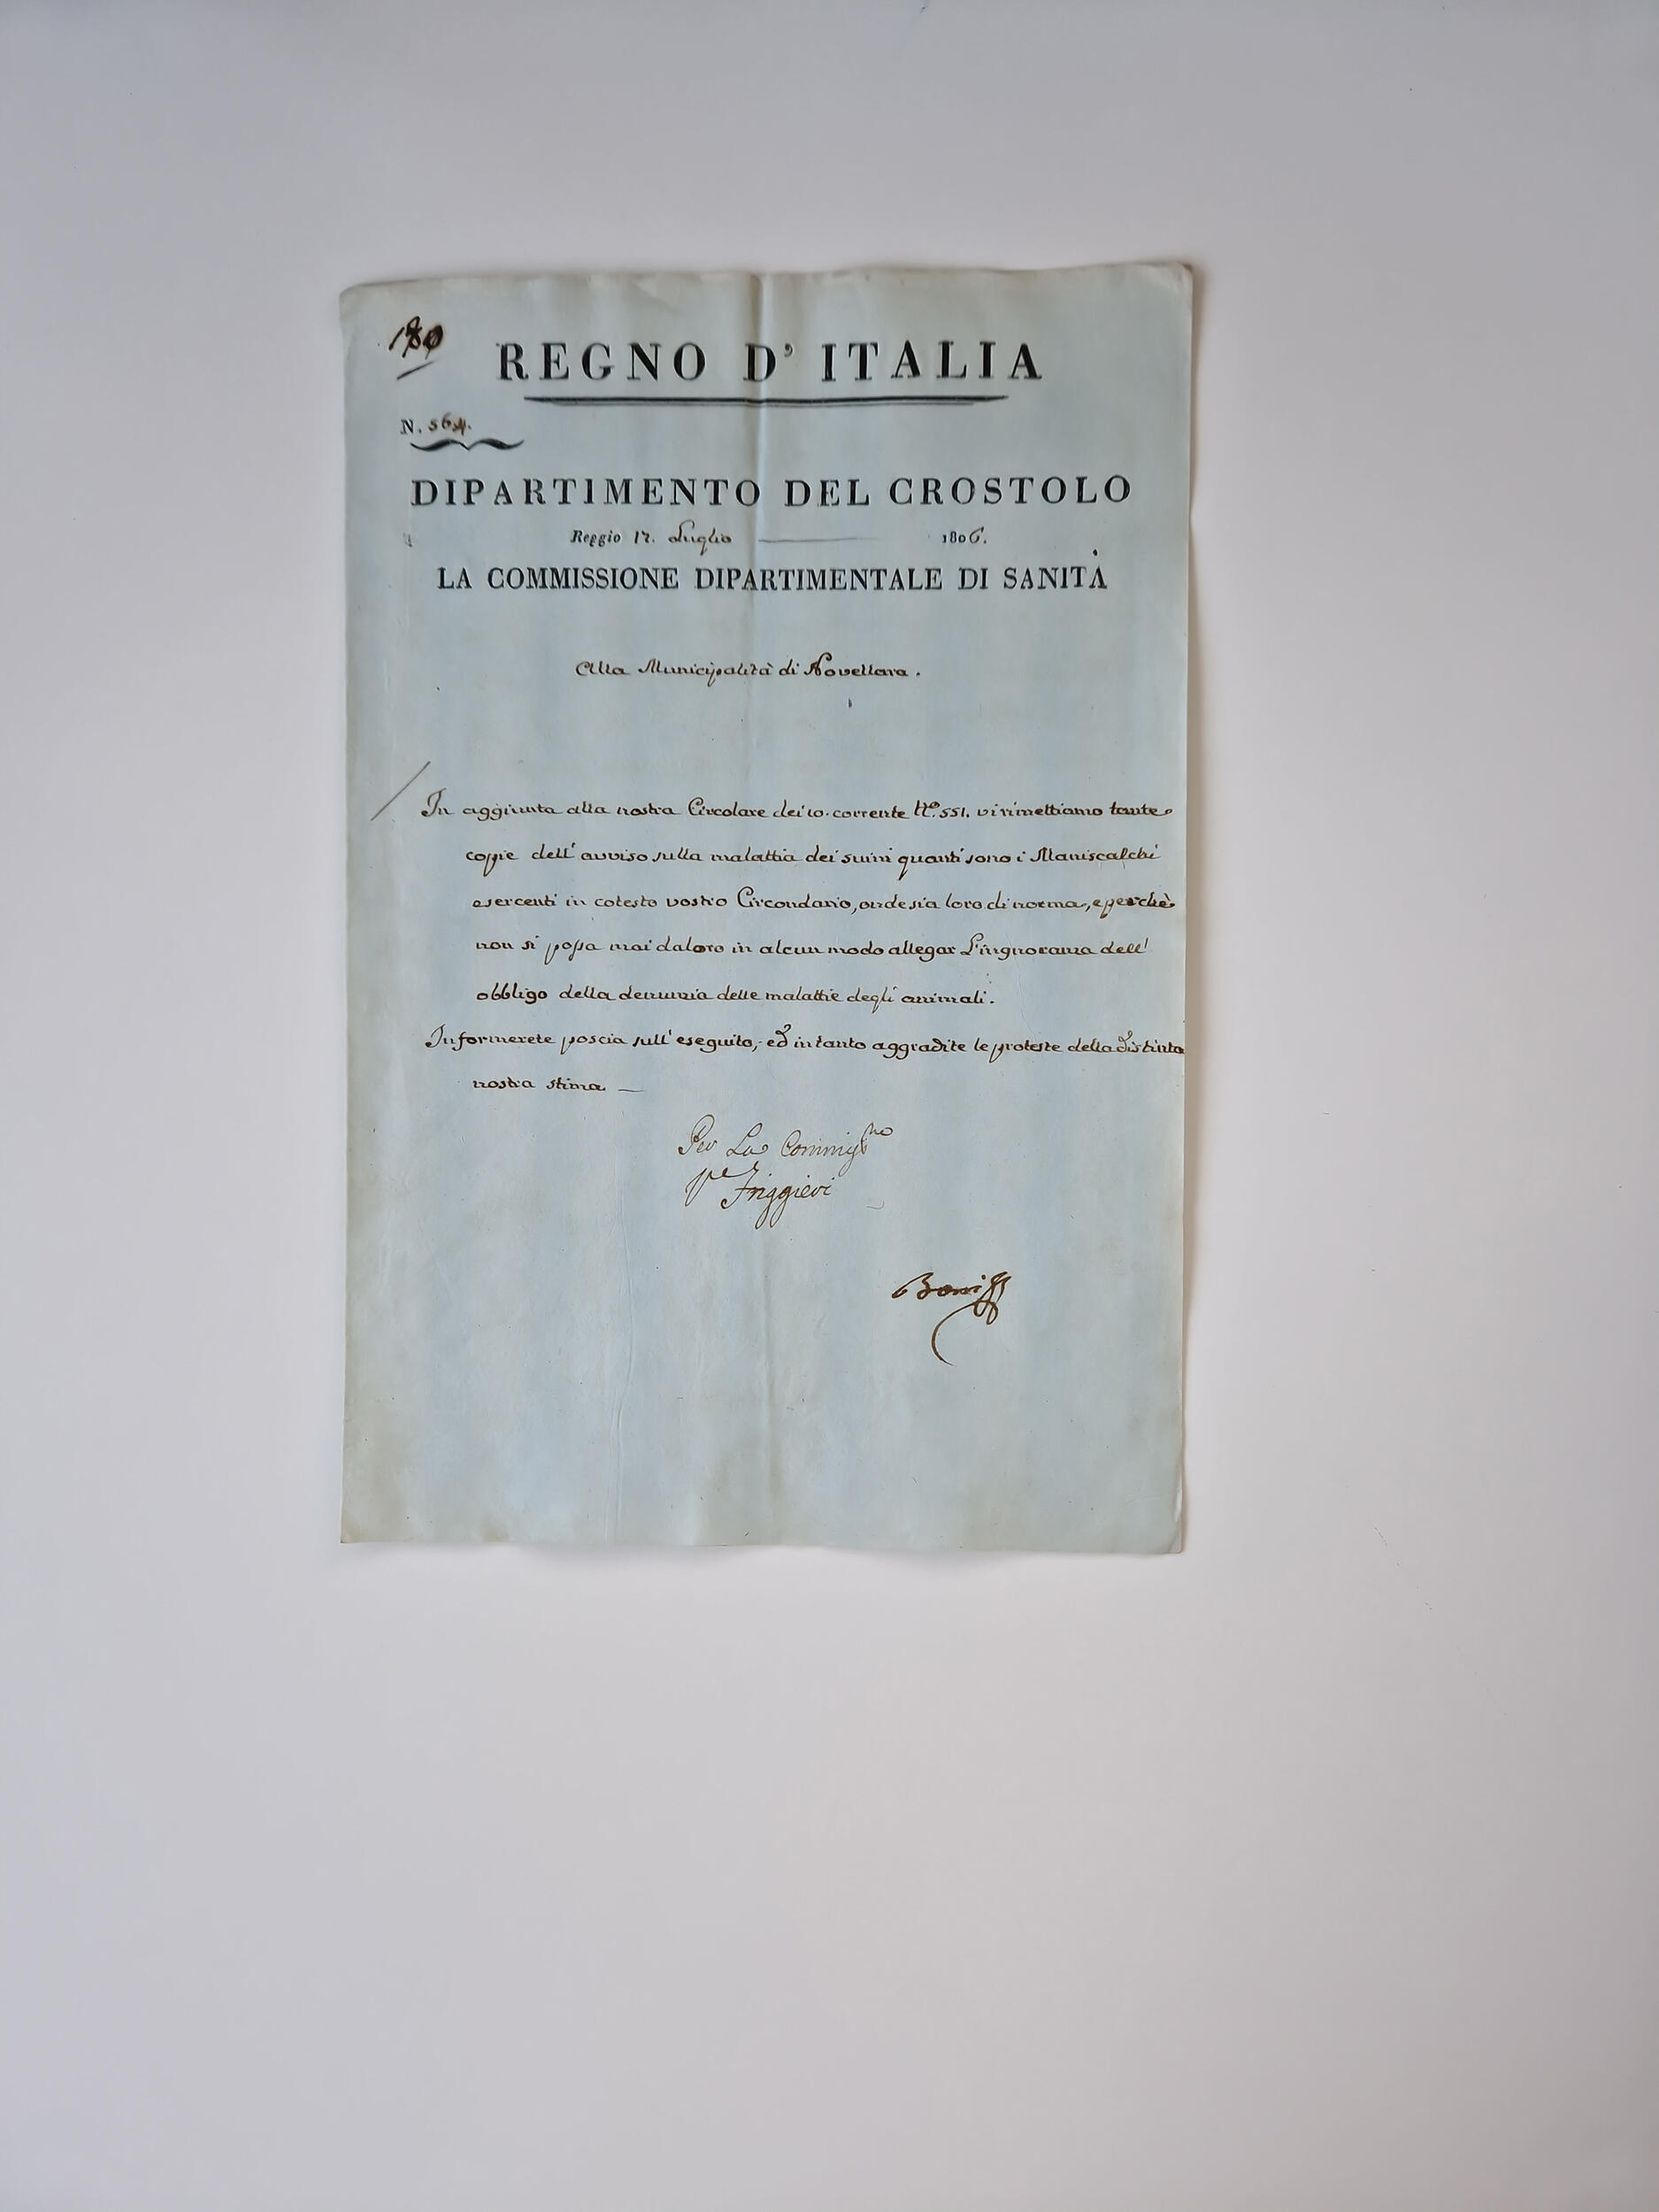 REGNO D' ITALIA
N. 564.
DIPARTIMENTO DEL CROSTOLO
Reggio 17. Luglio 1806.
LA COMMISSIONE DIPARTIMENTALE DI SANITÀ
Alla Municipalità di Novellara.
In aggiunta alla nostra Circolare dei 10. corrente N.º 551. vi rimettiamo tante
copie dell' avviso sulla malattia dei suini quanti sono i Maniscalchi
esercenti in cotesto vostro Circondario, onde sia loro di norma, e perchè
non si possa mai da loro in alcun modo allegar L'ingnoranza dell'
obbligo della denunzia delle malattie degli animali.
Informerete poscia sull' eseguito, ed intanto aggradite le proteste della distinta
nostra stima —
Per La Commiss.ne
Friggieri